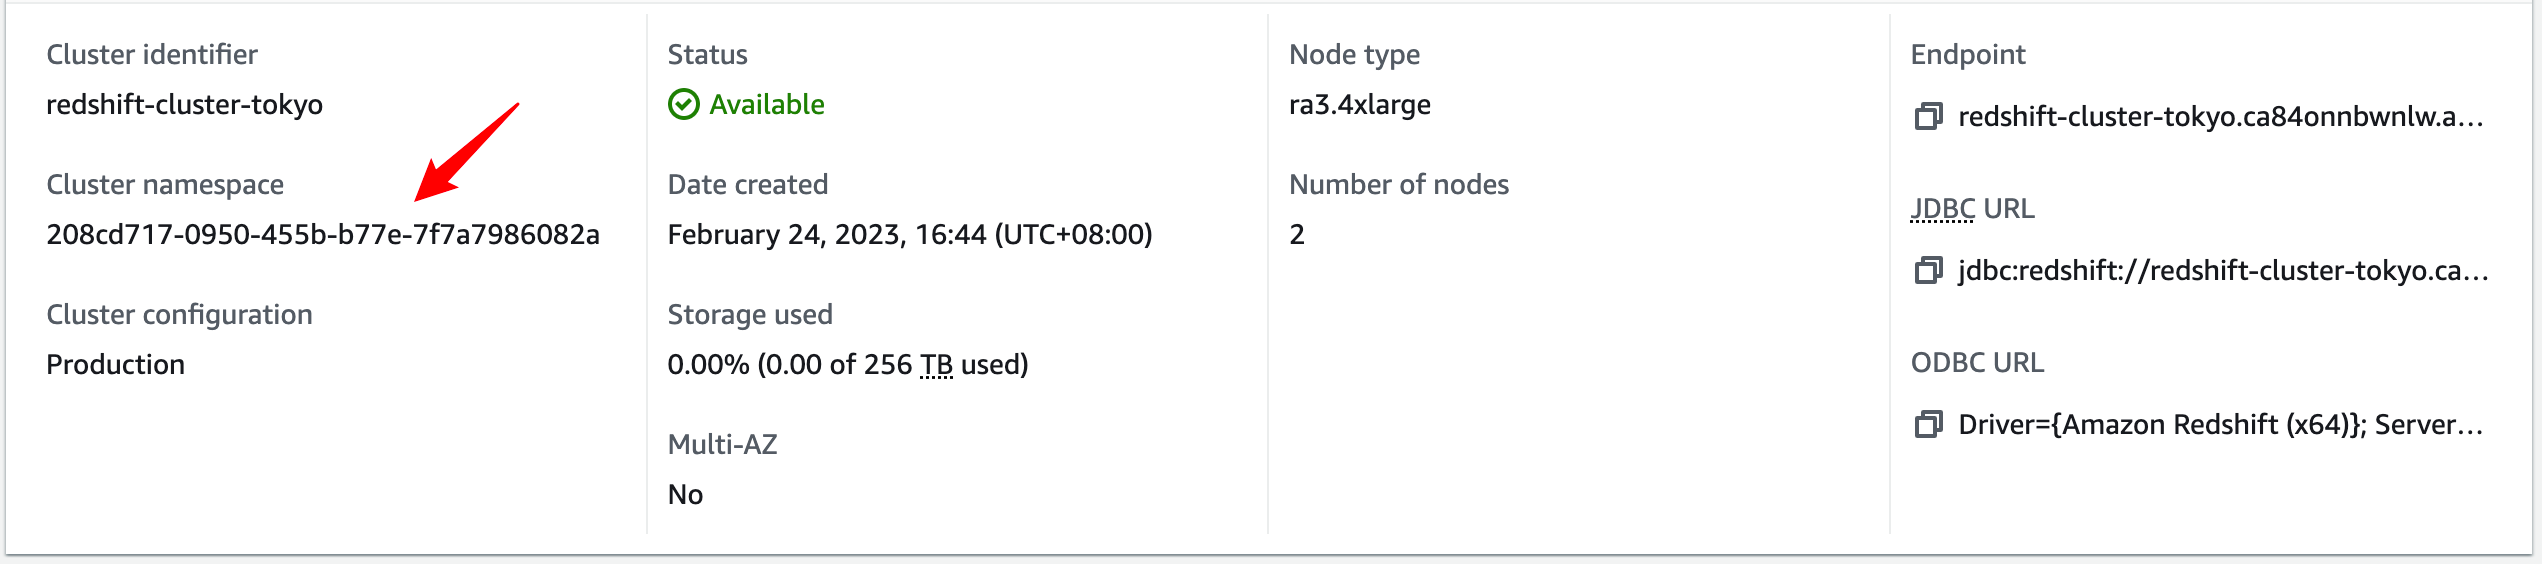 Cluster identifier
redshift-cluster-tokyo
Cluster namespace
208cd717-0950-455b-b77e-7f7a7986082a
Cluster configuration
Production
Status
Available
Date created
February 24, 2023, 16:44 (UTC+08:00)
Storage used
0.00% (0.00 of 256 TB used)
Multi-AZ
No
Node type
ra3.4xlarge
Number of nodes
2
Endpoint
redshift-cluster-tokyo.ca84onnbwnlw.a...
JDBC URL
jdbc:redshift://redshift-cluster-tokyo.ca...
ODBC URL
Driver={Amazon Redshift (x64)}; Server...